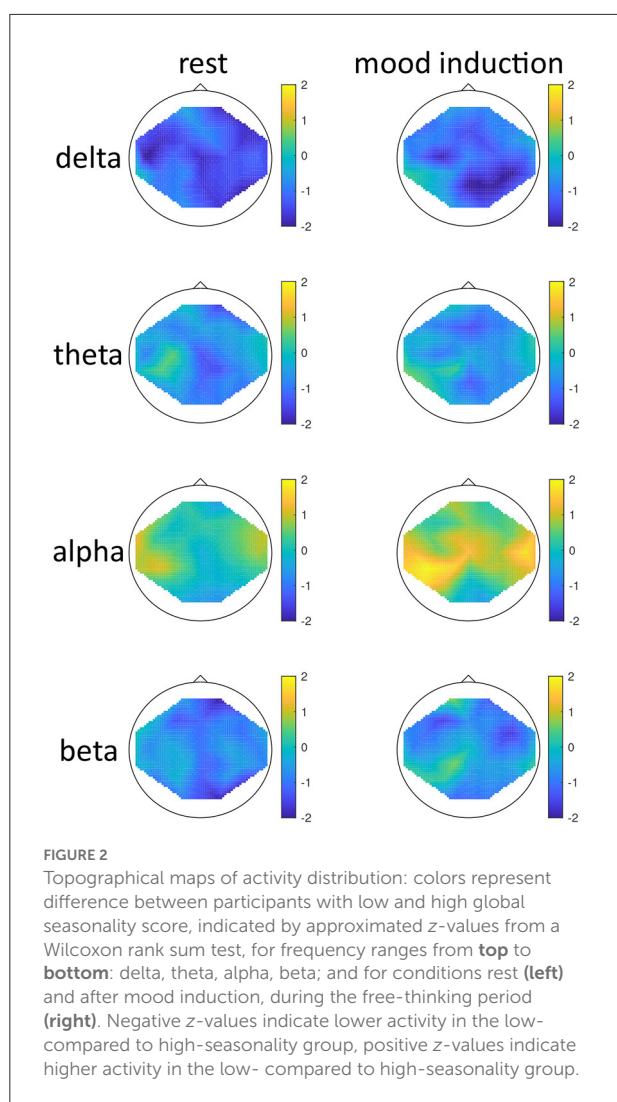 rest mood induction
2 2
1 1
delta 0 0
-1 -1
-2 -2
2 2
1 1
theta 0 0
-1 -1
-2 -2
2 2
1 1
alpha 0 0
-1 -1
-2 -2
2 2
1 1
beta 0 0
-1 -1
-2 -2
FIGURE 2
Topographical maps of activity distribution: colors represent
difference between participants with low and high global
seasonality score, indicated by approximated z-values from a
Wilcoxon rank sum test, for frequency ranges from top to
bottom: delta, theta, alpha, beta; and for conditions rest (left)
and after mood induction, during the free-thinking period
(right). Negative z-values indicate lower activity in the low-
compared to high-seasonality group, positive z-values indicate
higher activity in the low- compared to high-seasonality group.